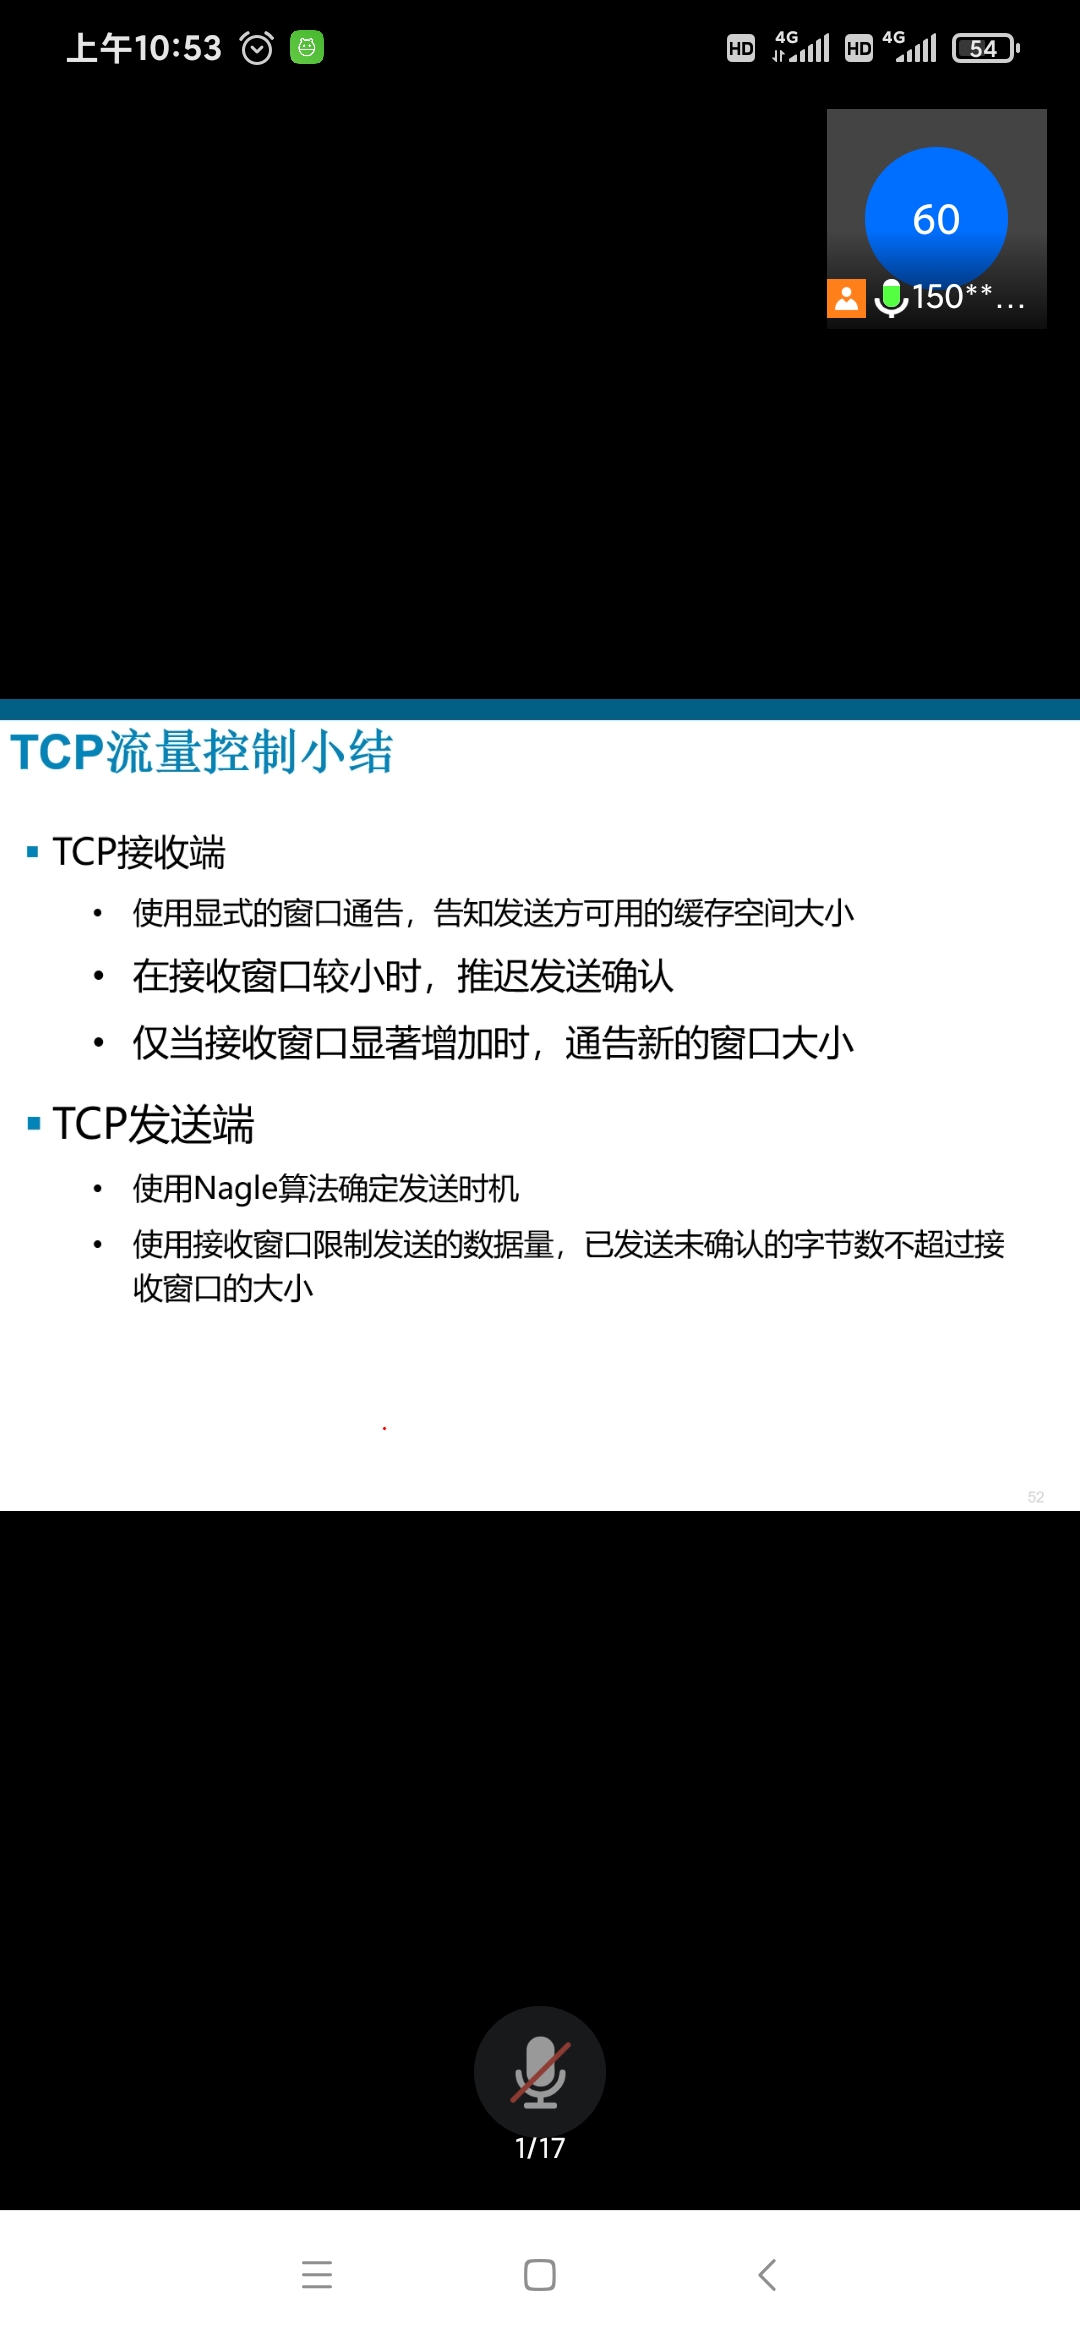 上午10:53 HD 4G HD 4G 54
60
150**...
TCP流量控制小结
TCP接收端
• 使用显式的窗口通告，告知发送方可用的缓存空间大小
• 在接收窗口较小时，推迟发送确认
• 仅当接收窗口显著增加时，通告新的窗口大小
TCP发送端
• 使用Nagle算法确定发送时机
• 使用接收窗口限制发送的数据量，已发送未确认的字节数不超过接
收窗口的大小
52
1/17